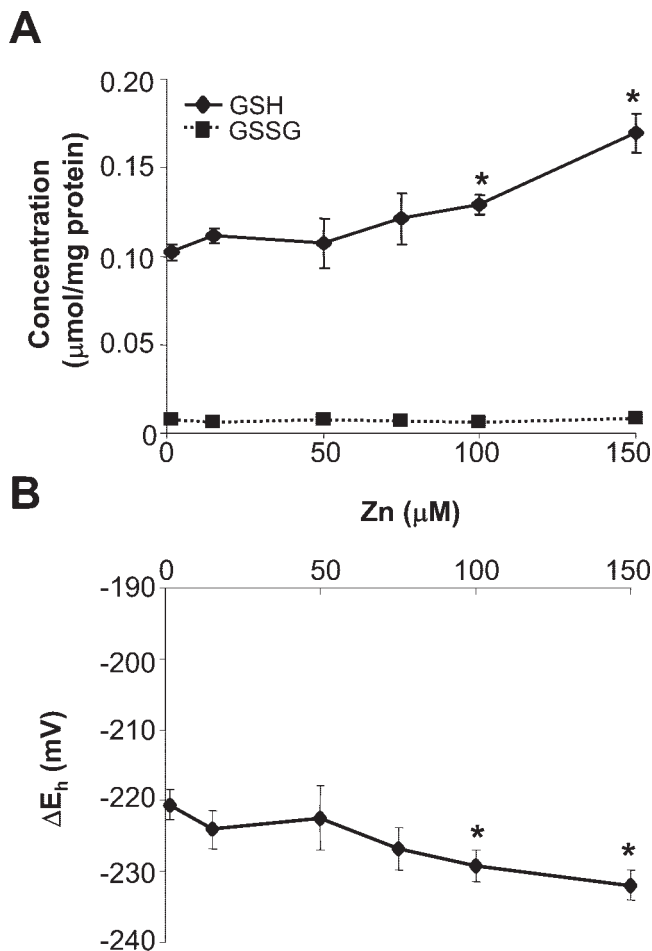 A
0.20
0.15
0.10
0.05
0
Concentration
(μmol/mg protein)
GSH
GSSG
*
*
0
50
100
150
Zn (μM)
B
0
50
100
150
-190
-200
-210
-220
-230
-240
ΔEh (mV)
*
*